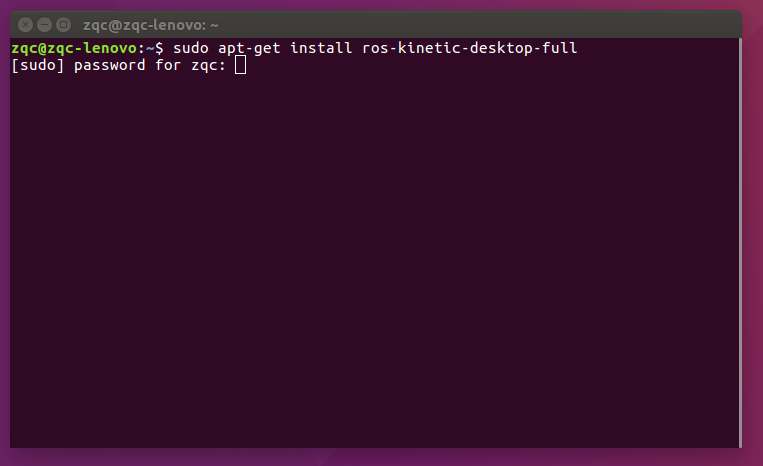 zqc@zqc-lenovo: ~
zqc@zqc-lenovo:~$ sudo apt-get install ros-kinetic-desktop-full
[sudo] password for zqc: